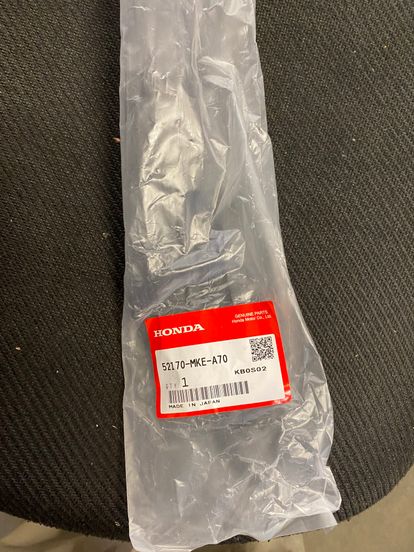 GENUINE PARTS
Honda Motor Co., Ltd.
HONDA
52170-MKE-A70
KB0S02
QTY 1
MADE IN JAPAN